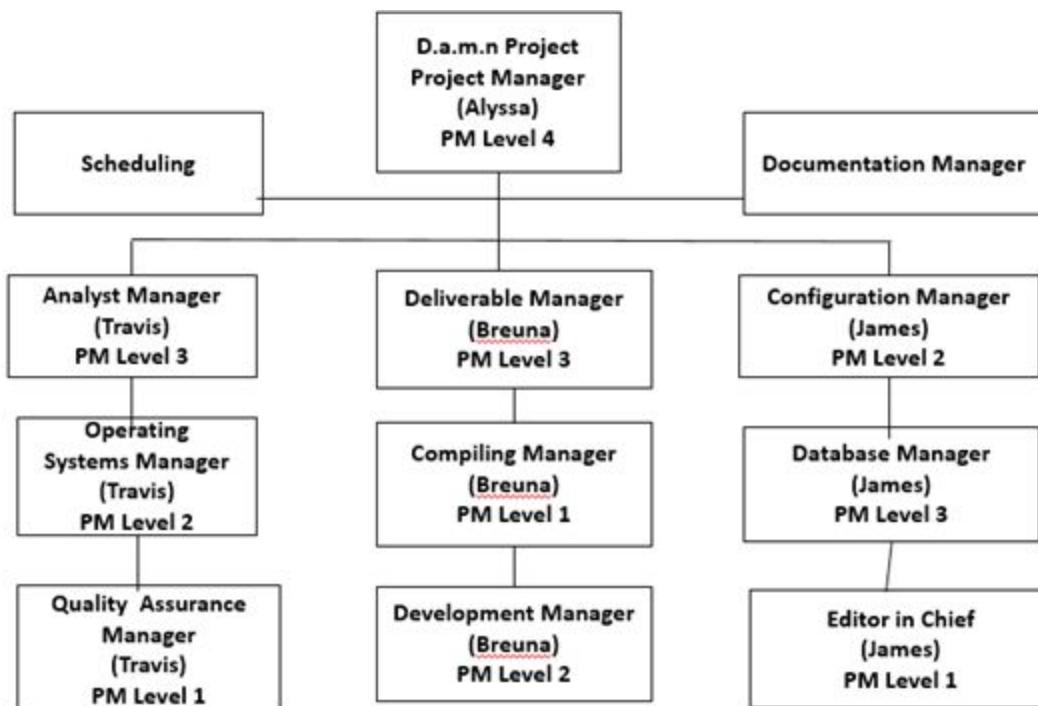 D.a.m.n Project
Project Manager
(Alyssa)
PM Level 4
Scheduling
Documentation Manager
Analyst Manager
(Travis)
PM Level 3
Deliverable Manager
(Breuna)
PM Level 3
Configuration Manager
(James)
PM Level 2
Operating
Systems Manager
(Travis)
PM Level 2
Compiling Manager
(Breuna)
PM Level 1
Database Manager
(James)
PM Level 3
Quality Assurance
Manager
(Travis)
PM Level 1
Development Manager
(Breuna)
PM Level 2
Editor in Chief
(James)
PM Level 1